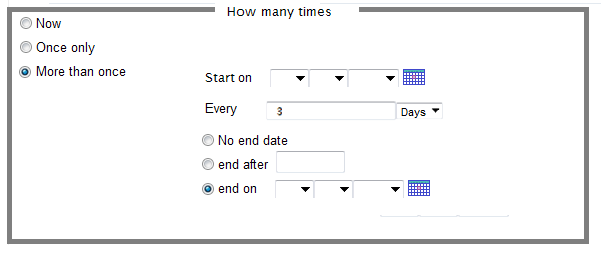 How many times
Now
Once only
More than once
Start on
Every 3 Days
No end date
end after
end on